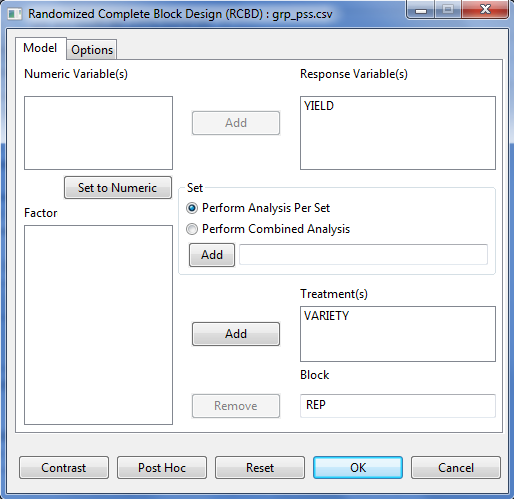 Randomized Complete Block Design (RCBD) : grp_pss.csv
Model Options
Numeric Variable(s)
Response Variable(s)
Add
YIELD
Set to Numeric
Set
Perform Analysis Per Set
Perform Combined Analysis
Add
Factor
Treatment(s)
Add
VARIETY
Block
Remove
REP
Contrast
Post Hoc
Reset
OK
Cancel